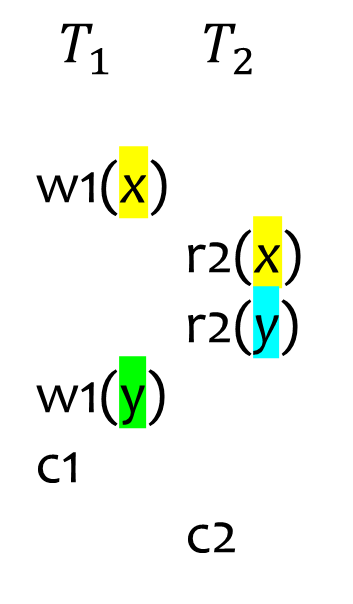 T1 T2
w1(x)
r2(x)
r2(y)
w1(y)
c1
c2